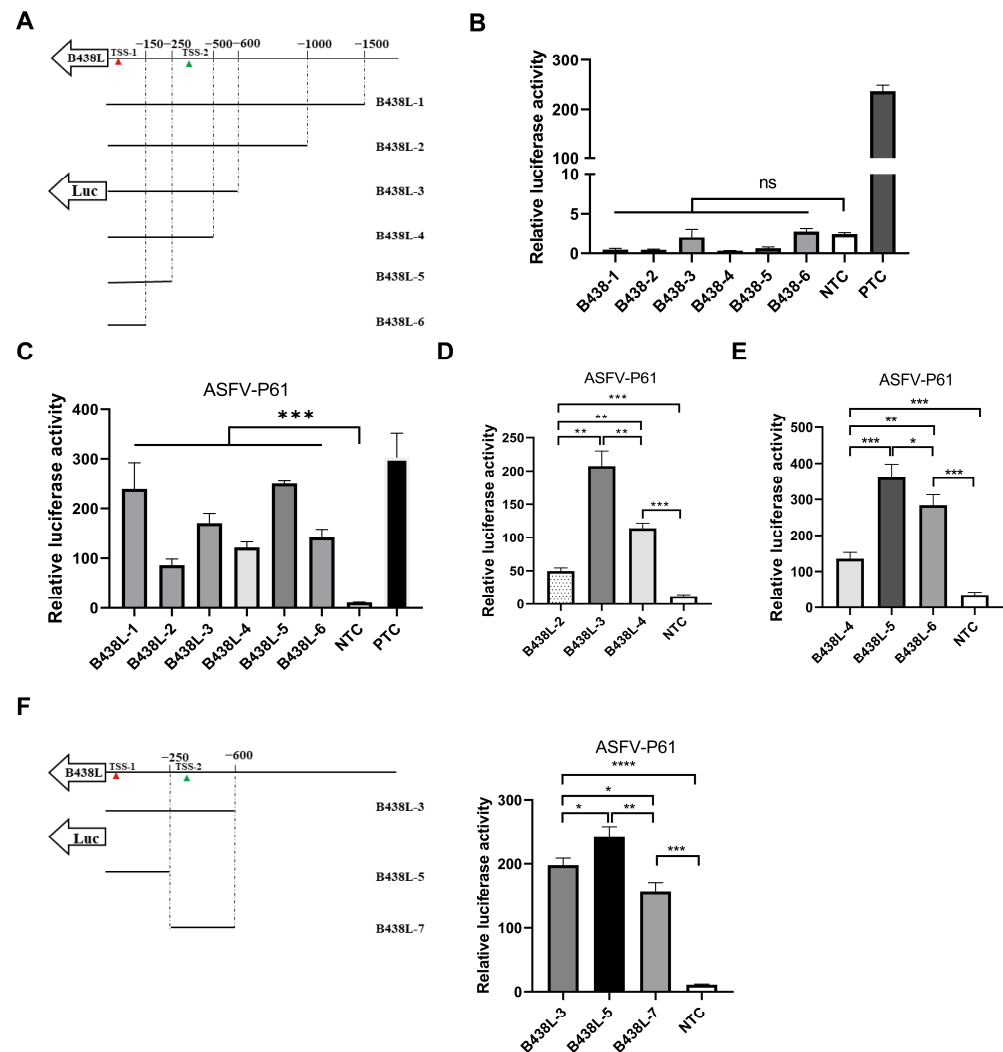 A
−150 −250 −500 −600 −1000 −1500
B438L TSS-1 TSS-2
B438L-1
B438L-2
Luc B438L-3
B438L-4
B438L-5
B438L-6
B
Relative luciferase activity
300
200
100
10
5
0
ns
B438-1 B438-2 B438-3 B438-4 B438-5 B438-6 NTC PTC
C
ASFV-P61
Relative luciferase activity
400
300
200
100
0
***
B438L-1 B438L-2 B438L-3 B438L-4 B438L-5 B438L-6 NTC PTC
D
ASFV-P61
Relative luciferase activity
250
200
150
100
50
0
***
**
** **
***
B438L-2 B438L-3 B438L-4 NTC
E
ASFV-P61
Relative luciferase activity
500
400
300
200
100
0
***
**
*** *
***
B438L-4 B438L-5 B438L-6 NTC
F
−250 −600
B438L TSS-1 TSS-2
B438L-3
Luc
B438L-5
B438L-7
ASFV-P61
Relative luciferase activity
300
200
100
0
****
*
* **
***
B438L-3 B438L-5 B438L-7 NTC